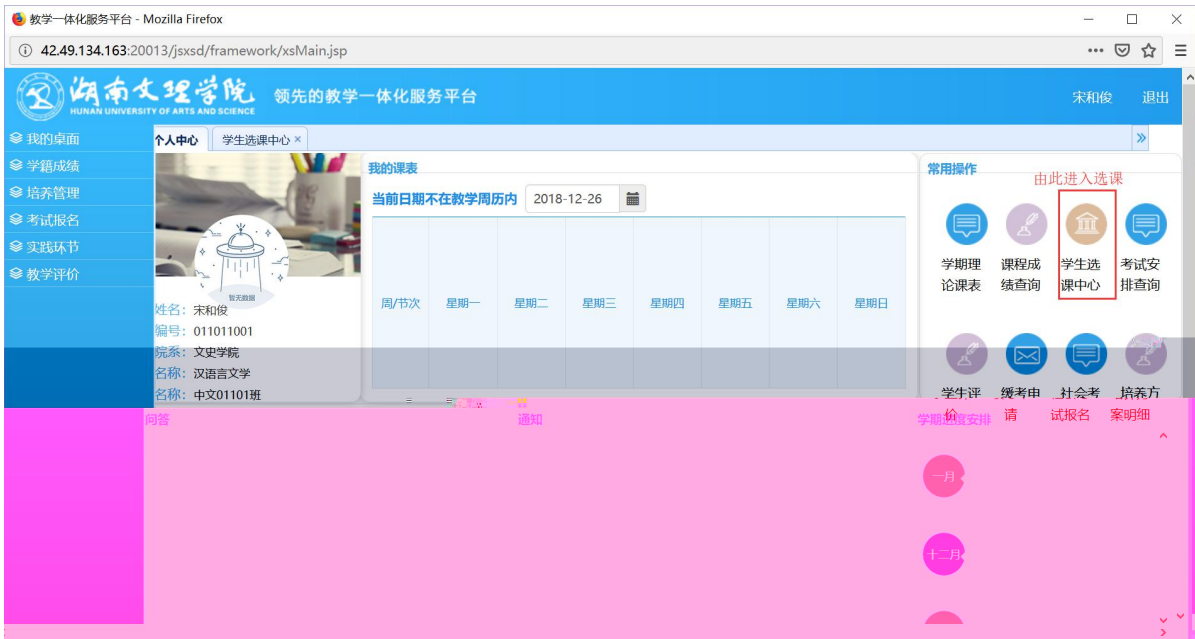 教学一体化服务平台 - Mozilla Firefox
42.49.134.163:20013/jsxsd/framework/xsMain.jsp
湖南文理学院
HUNAN UNIVERSITY OF ARTS AND SCIENCE
领先的教学一体化服务平台
宋和俊 退出
我的桌面
学籍成绩
培养管理
考试报名
实践环节
教学评价
个人中心 学生选课中心 ×
暂无数据
姓名：宋和俊
编号：011011001
院系：文史学院
名称：汉语言文学
名称：中文01101班
我的课表
当前日期不在教学周历内 2018-12-26
周/节次 星期一 星期二 星期三 星期四 星期五 星期六 星期日
常用操作
由此进入选课
学期理论课表
课程成绩查询
学生选课中心
考试安排查询
学生评价
缓考申请
社会考试报名
培养方案明细
问答
通知
学期进度安排
一月
十二月